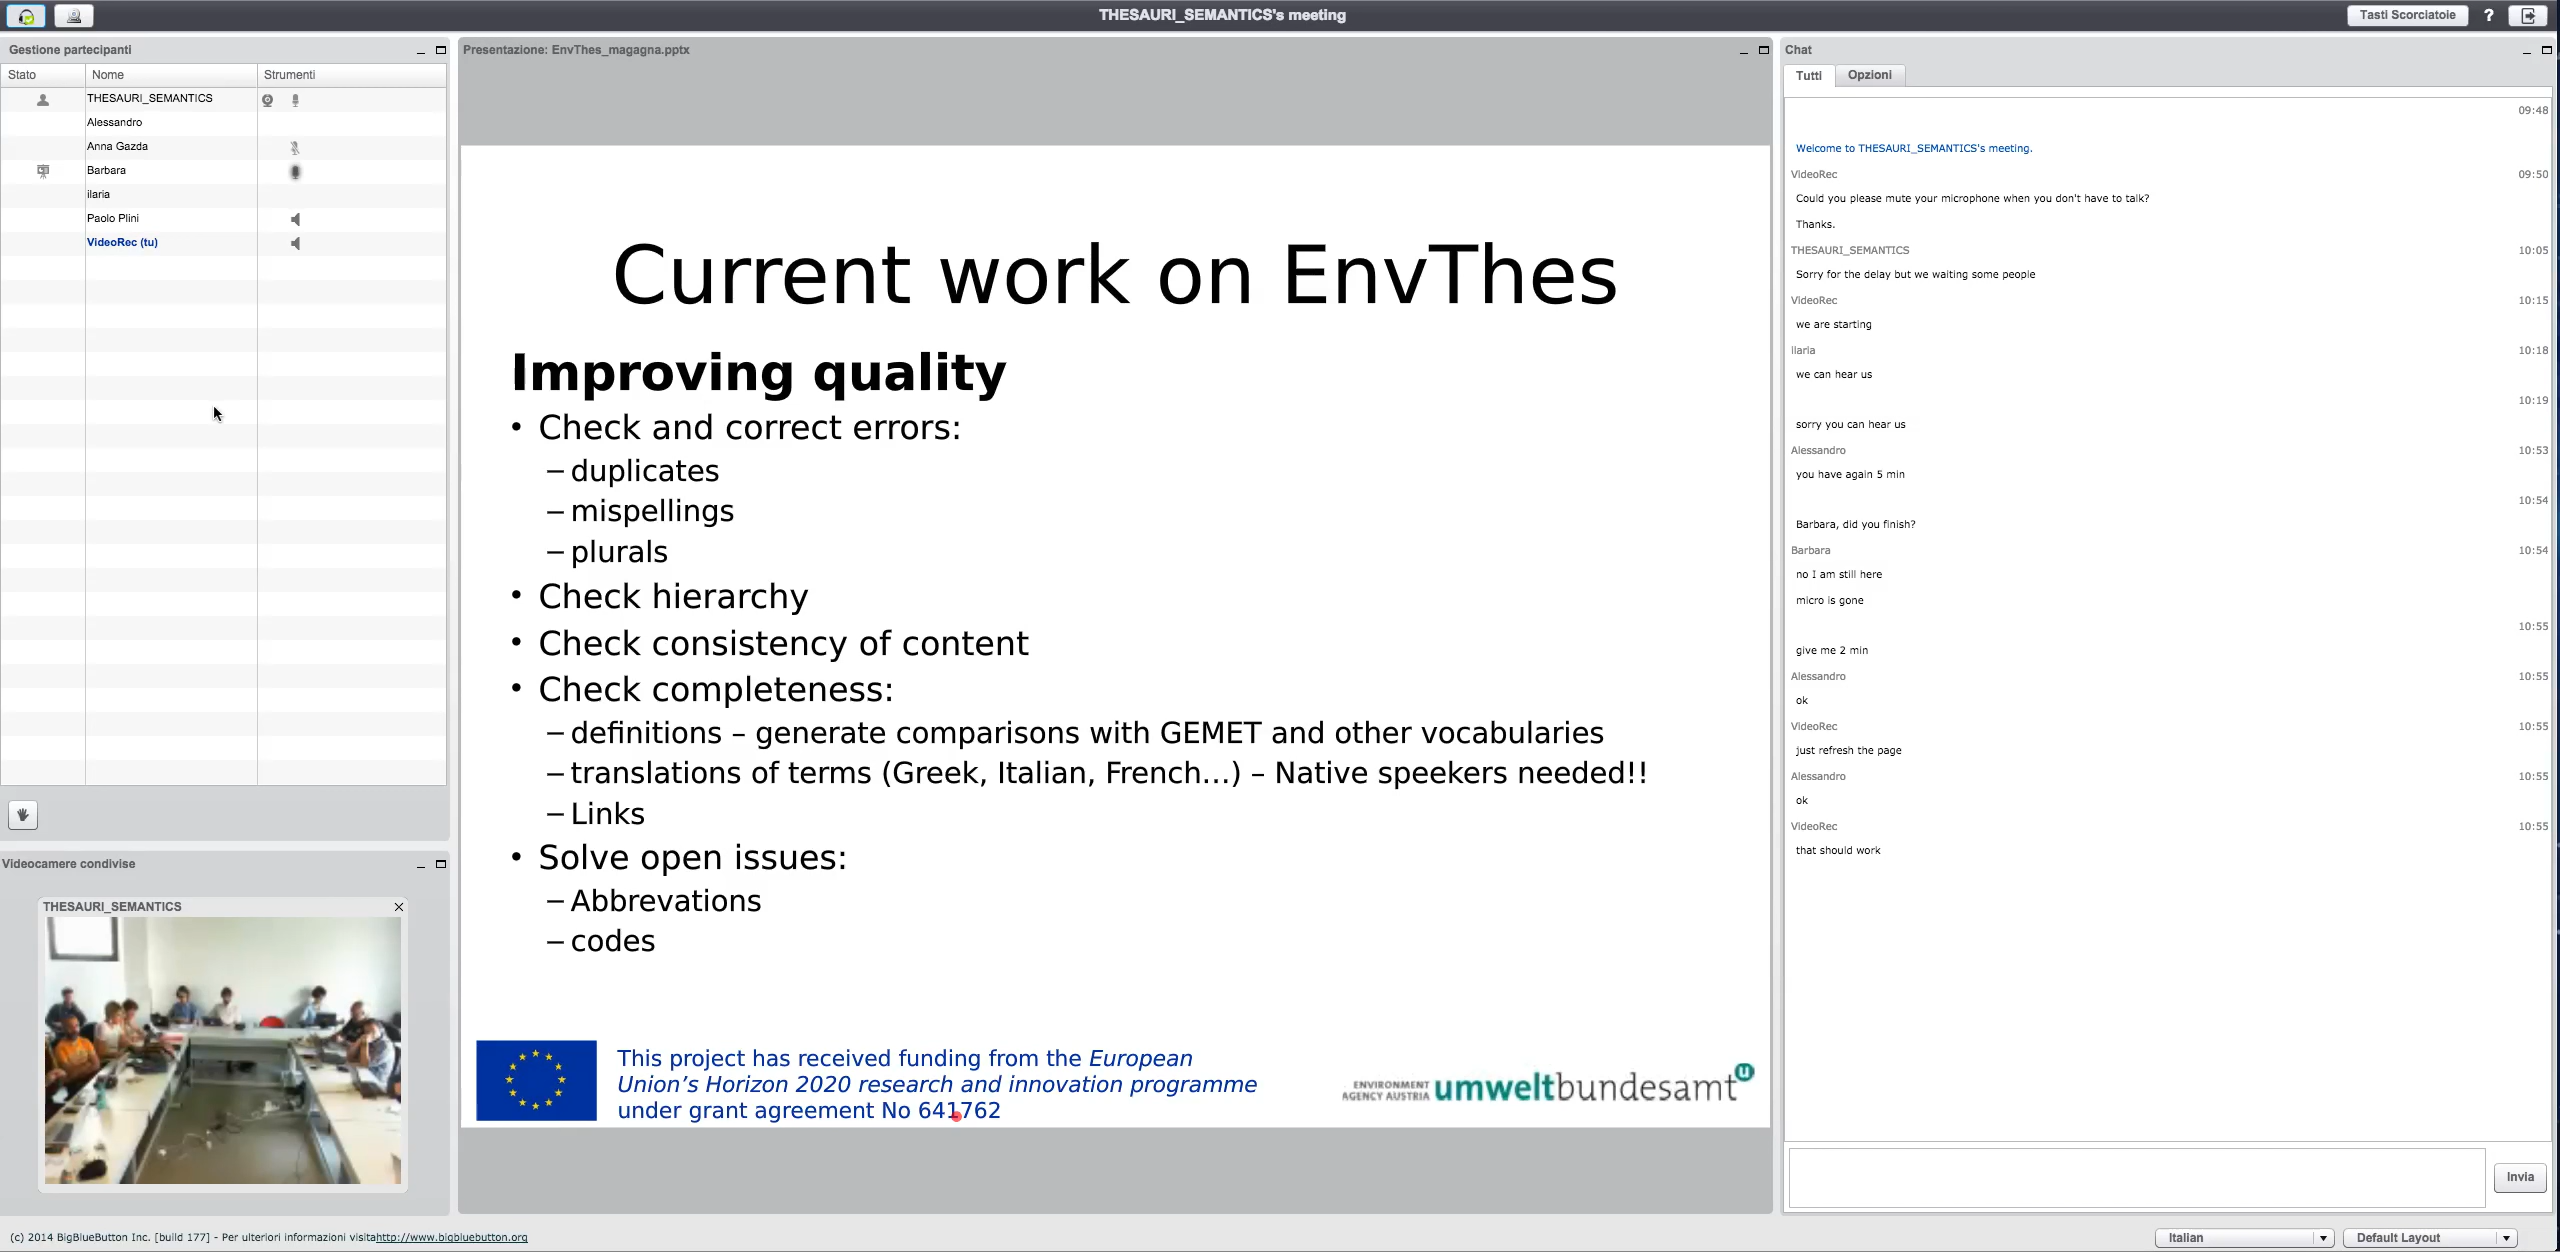 THESAURI_SEMANTICS's meeting
Tasti Scorciatoie
?
Gestione partecipanti
Stato Nome Strumenti
THESAURI_SEMANTICS
Alessandro
Anna Gazda
Barbara
ilaria
Paolo Plini
VideoRec (tu)
Videocamere condivise
THESAURI_SEMANTICS
Presentazione: EnvThes_magagna.pptx
Current work on EnvThes
Improving quality
• Check and correct errors:
– duplicates
– mispellings
– plurals
• Check hierarchy
• Check consistency of content
• Check completeness:
– definitions – generate comparisons with GEMET and other vocabularies
– translations of terms (Greek, Italian, French...) – Native speekers needed!!
– Links
• Solve open issues:
– Abbrevations
– codes
This project has received funding from the European
Union's Horizon 2020 research and innovation programme
under grant agreement No 641762
ENVIRONMENT
AGENCY AUSTRIA umweltbundesamt u
Chat
Tutti Opzioni
09:48
Welcome to THESAURI_SEMANTICS's meeting.
VideoRec 09:50
Could you please mute your microphone when you don't have to talk?
Thanks.
THESAURI_SEMANTICS 10:05
Sorry for the delay but we waiting some people
VideoRec 10:15
we are starting
ilaria 10:18
we can hear us
10:19
sorry you can hear us
Alessandro 10:53
you have again 5 min
10:54
Barbara, did you finish?
Barbara 10:54
no I am still here
micro is gone
10:55
give me 2 min
Alessandro 10:55
ok
VideoRec 10:55
just refresh the page
Alessandro 10:55
ok
VideoRec 10:55
that should work
Invia
(c) 2014 BigBlueButton Inc. [build 177] - Per ulteriori informazioni visitahttp://www.bigbluebutton.org
Italian
Default Layout